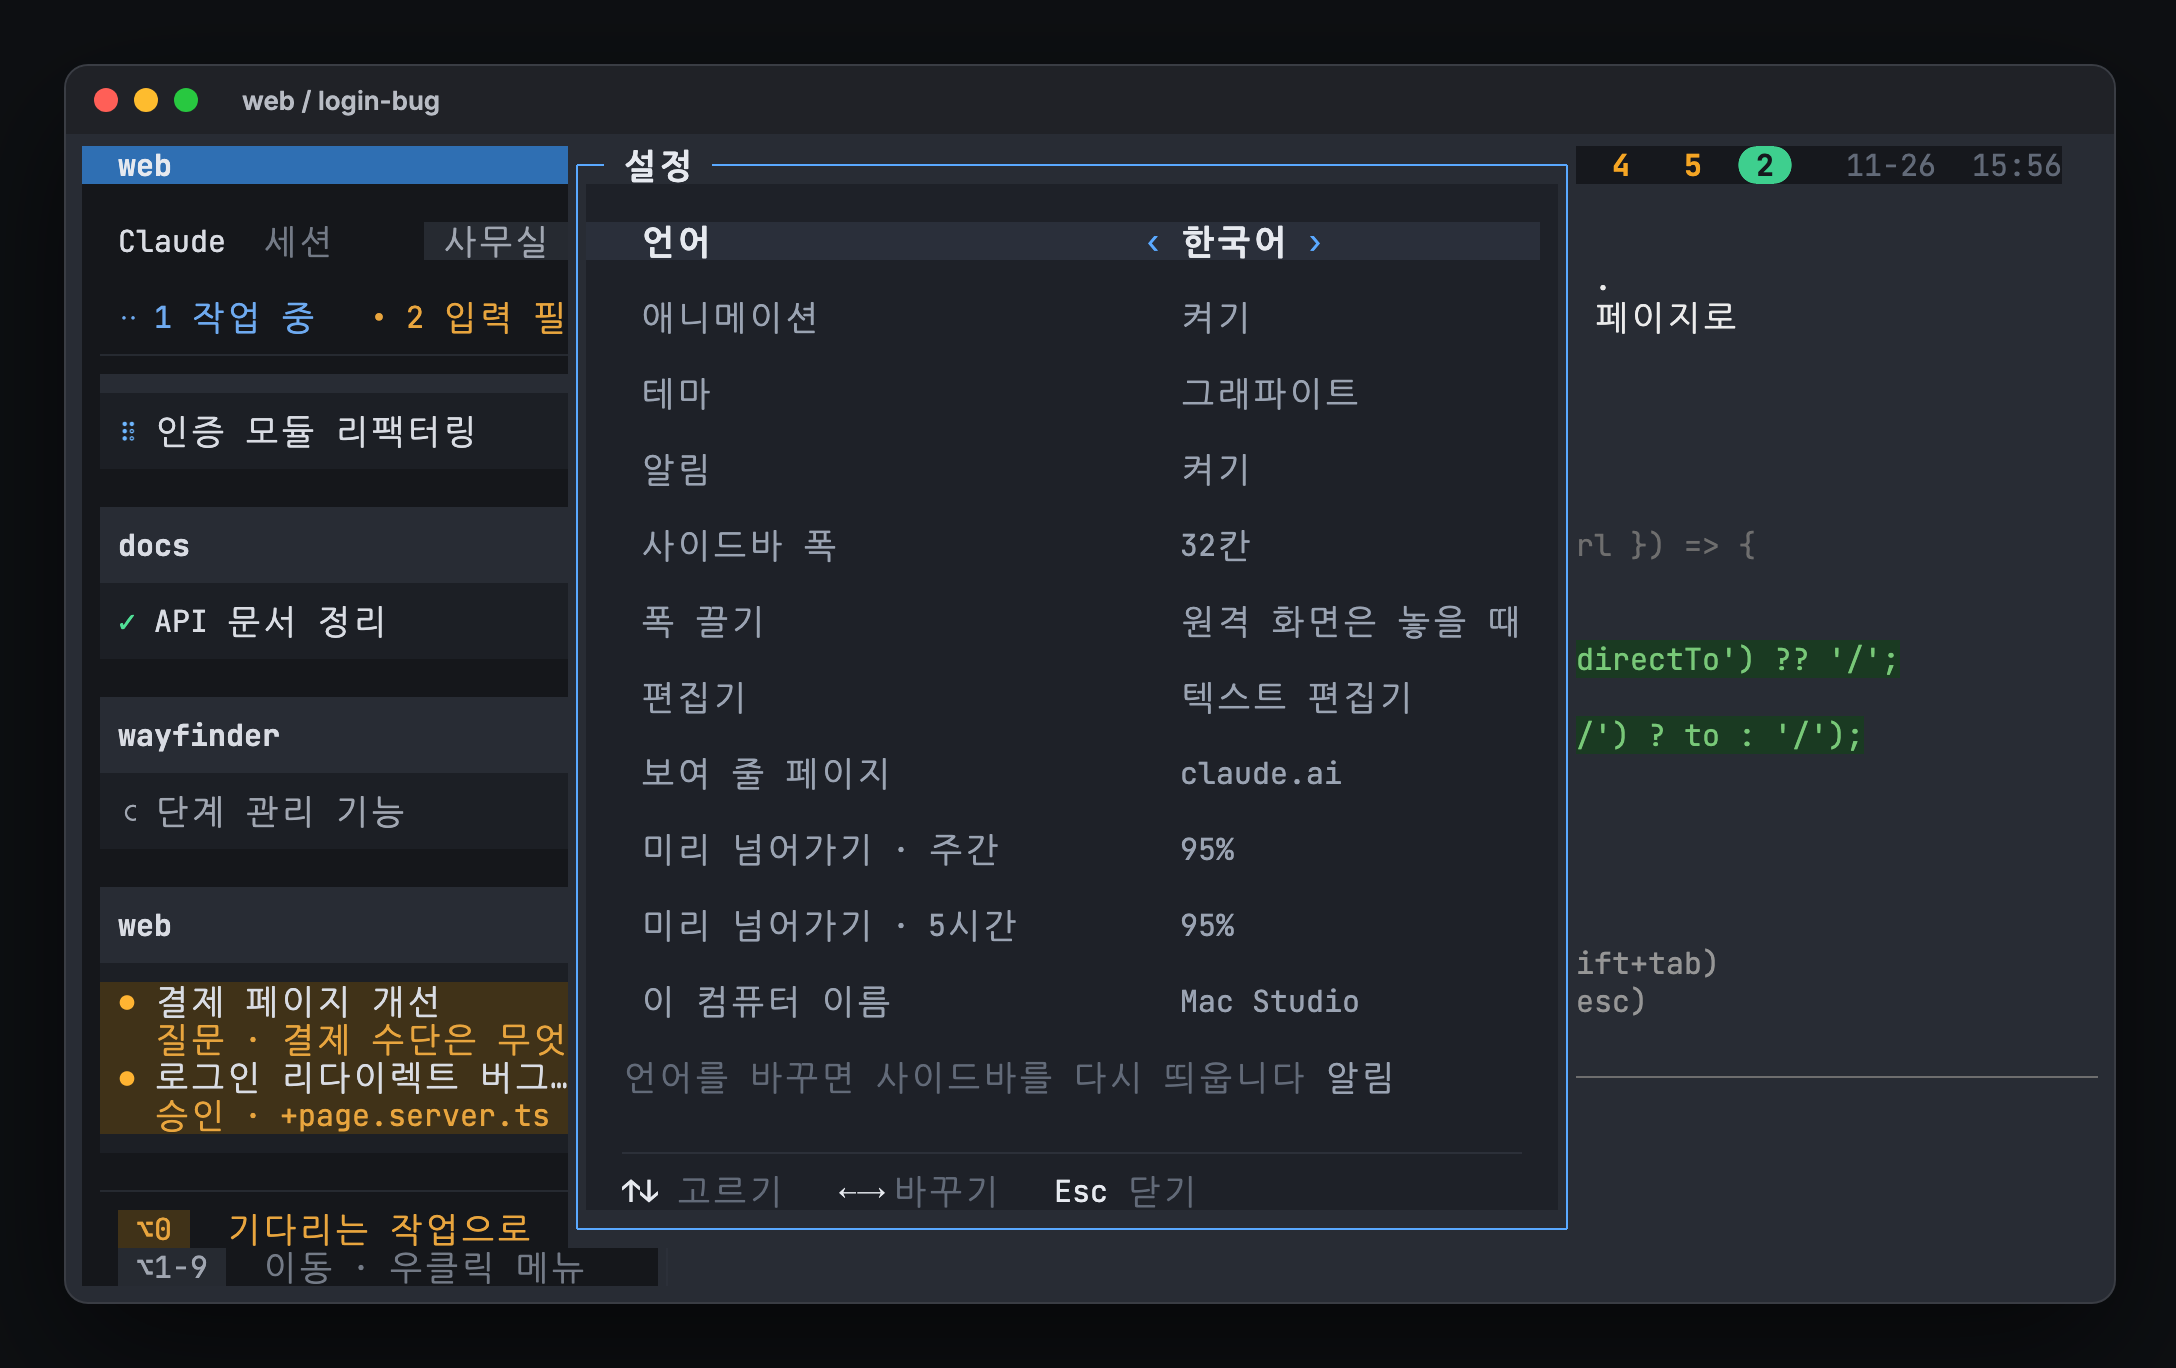 web / login-bug
web
4 5 2 11-26 15:56
Claude 세션 사무실
1 작업 중 • 2 입력 필
인증 모듈 리팩터링
docs
✓ API 문서 정리
wayfinder
단계 관리 기능
web
● 결제 페이지 개선
질문 · 결제 수단은 무엇
● 로그인 리다이렉트 버그…
승인 · +page.server.ts
⌥0 기다리는 작업으로
⌥1-9 이동 · 우클릭 메뉴
설정
언어 ‹ 한국어 ›
애니메이션 켜기
테마 그래파이트
알림 켜기
사이드바 폭 32칸
폭 끌기 원격 화면은 놓을 때
편집기 텍스트 편집기
보여 줄 페이지 claude.ai
미리 넘어가기 · 주간 95%
미리 넘어가기 · 5시간 95%
이 컴퓨터 이름 Mac Studio
언어를 바꾸면 사이드바를 다시 띄웁니다 알림
↑↓ 고르기 ←→ 바꾸기 Esc 닫기
.
페이지로
rl }) => {
directTo') ?? '/';
/') ? to : '/');
ift+tab)
esc)